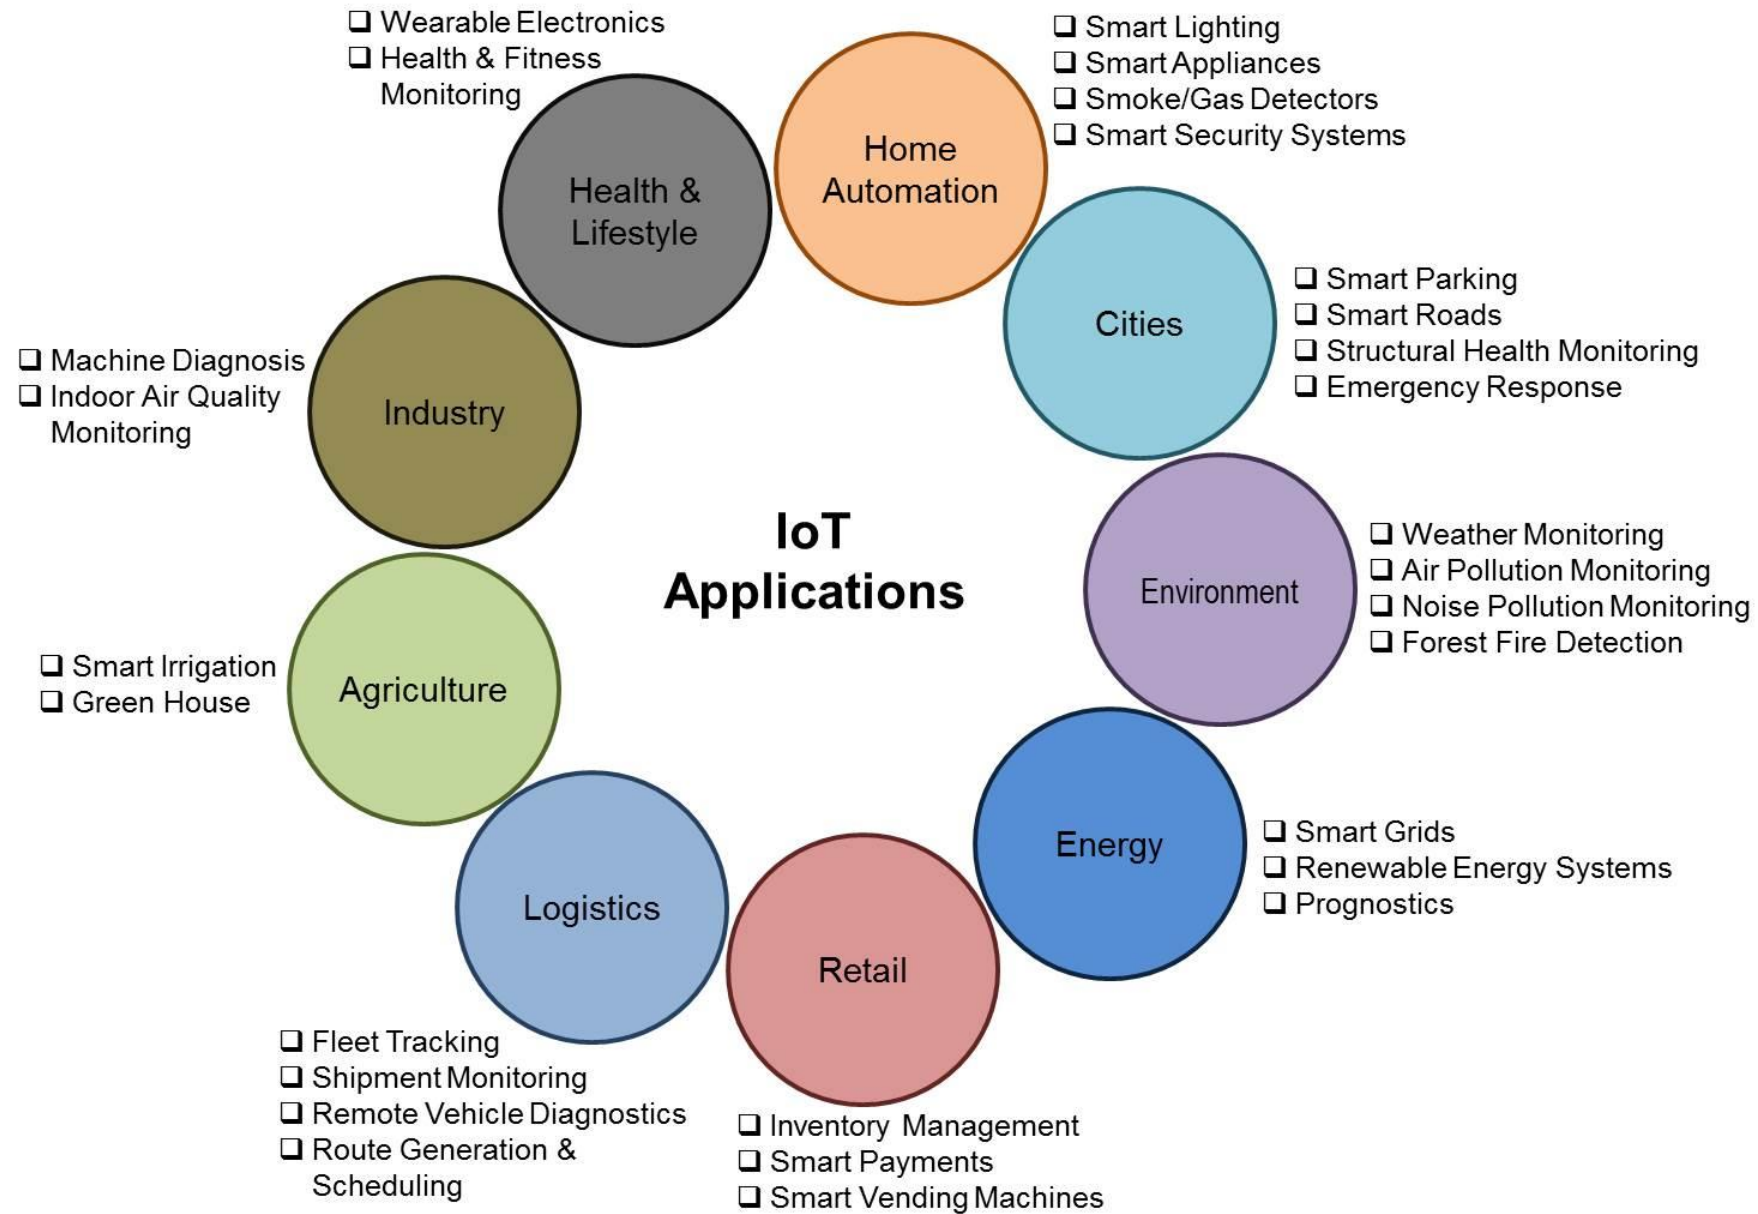 ❑ Wearable Electronics
❑ Health & Fitness
Monitoring
Health &
Lifestyle
Home
Automation
❑ Smart Lighting
❑ Smart Appliances
❑ Smoke/Gas Detectors
❑ Smart Security Systems
Cities
❑ Smart Parking
❑ Smart Roads
❑ Structural Health Monitoring
❑ Emergency Response
❑ Machine Diagnosis
❑ Indoor Air Quality
Monitoring
Industry
IoT
Applications
Environment
❑ Weather Monitoring
❑ Air Pollution Monitoring
❑ Noise Pollution Monitoring
❑ Forest Fire Detection
❑ Smart Irrigation
❑ Green House
Agriculture
Energy
❑ Smart Grids
❑ Renewable Energy Systems
❑ Prognostics
Logistics
❑ Fleet Tracking
❑ Shipment Monitoring
❑ Remote Vehicle Diagnostics
❑ Route Generation &
Scheduling
Retail
❑ Inventory Management
❑ Smart Payments
❑ Smart Vending Machines